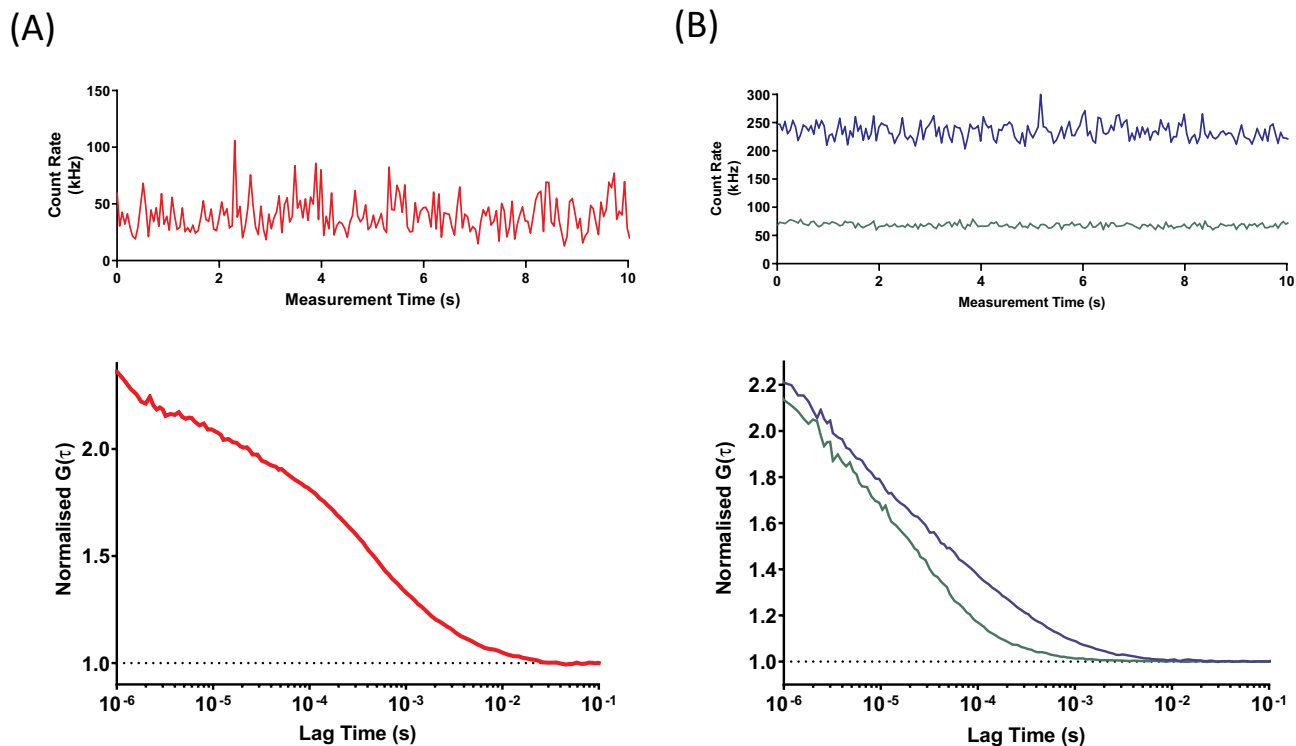 (A)
150
100
50
0
Count Rate
(kHz)
0 2 4 6 8 10
Measurement Time (s)
2.0
1.5
1.0
Normalised G(τ)
10⁻⁶ 10⁻⁵ 10⁻⁴ 10⁻³ 10⁻² 10⁻¹
Lag Time (s)
(B)
300
250
200
150
100
50
0
Count Rate
(kHz)
0 2 4 6 8 10
Measurement Time (s)
2.2
2.0
1.8
1.6
1.4
1.2
1.0
Normalised G(τ)
10⁻⁶ 10⁻⁵ 10⁻⁴ 10⁻³ 10⁻² 10⁻¹
Lag Time (s)